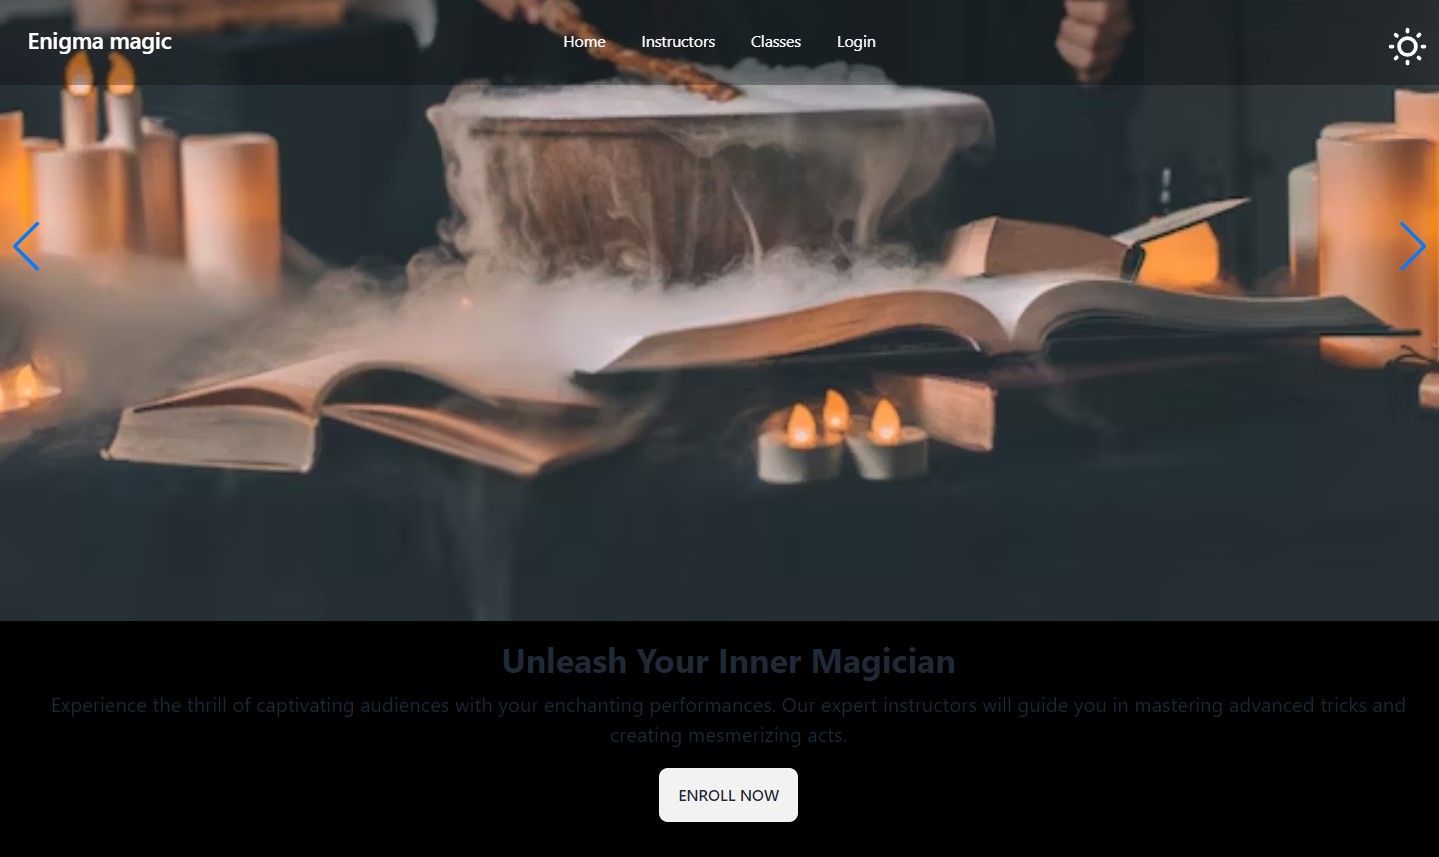 Enigma magic
Home Instructors Classes Login
Unleash Your Inner Magician
Experience the thrill of captivating audiences with your enchanting performances. Our expert instructors will guide you in mastering advanced tricks and
creating mesmerizing acts.
ENROLL NOW